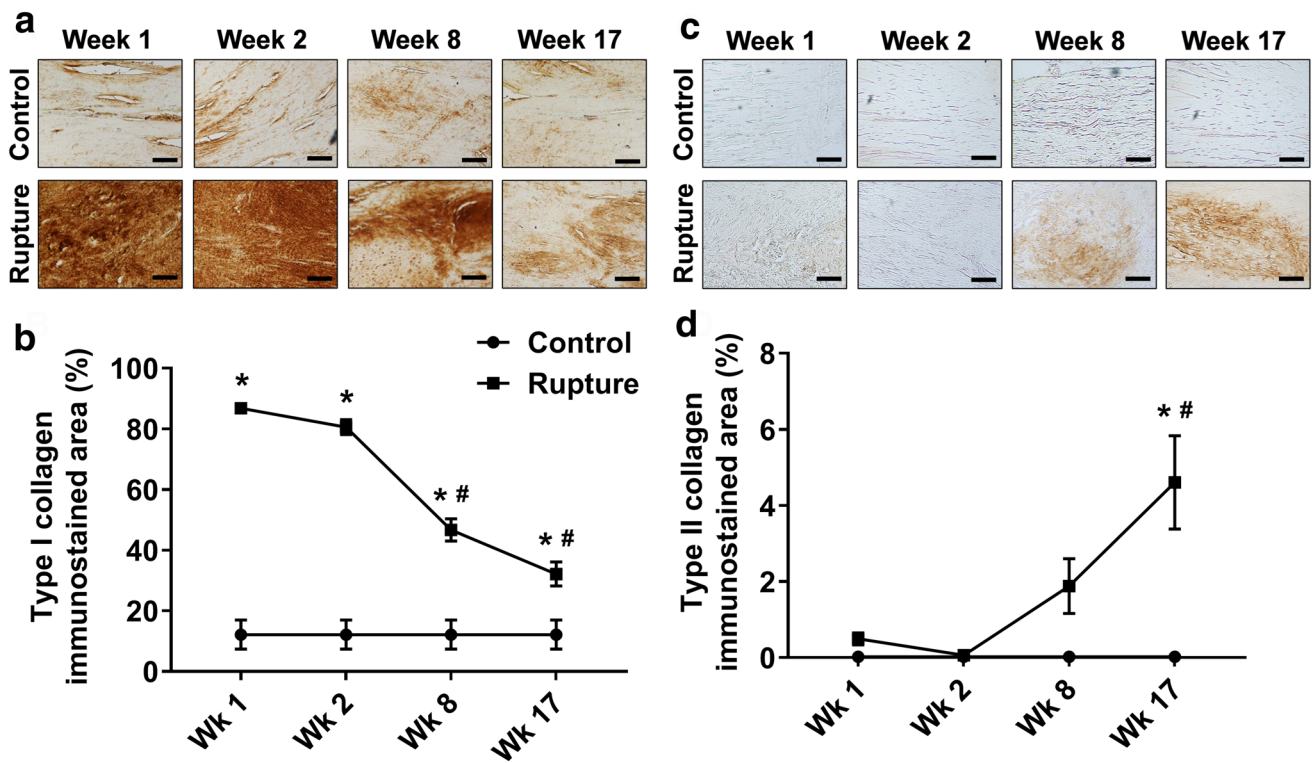 a
Week 1 Week 2 Week 8 Week 17
Control
Rupture
c
Week 1 Week 2 Week 8 Week 17
Control
Rupture
b
Type I collagen
immunostained area (%)
100
80
60
40
20
0
* 
*
* #
* #
Control
Rupture
Wk 1 Wk 2 Wk 8 Wk 17
d
Type II collagen
immunostained area (%)
8
6
4
2
0
* #
Wk 1 Wk 2 Wk 8 Wk 17